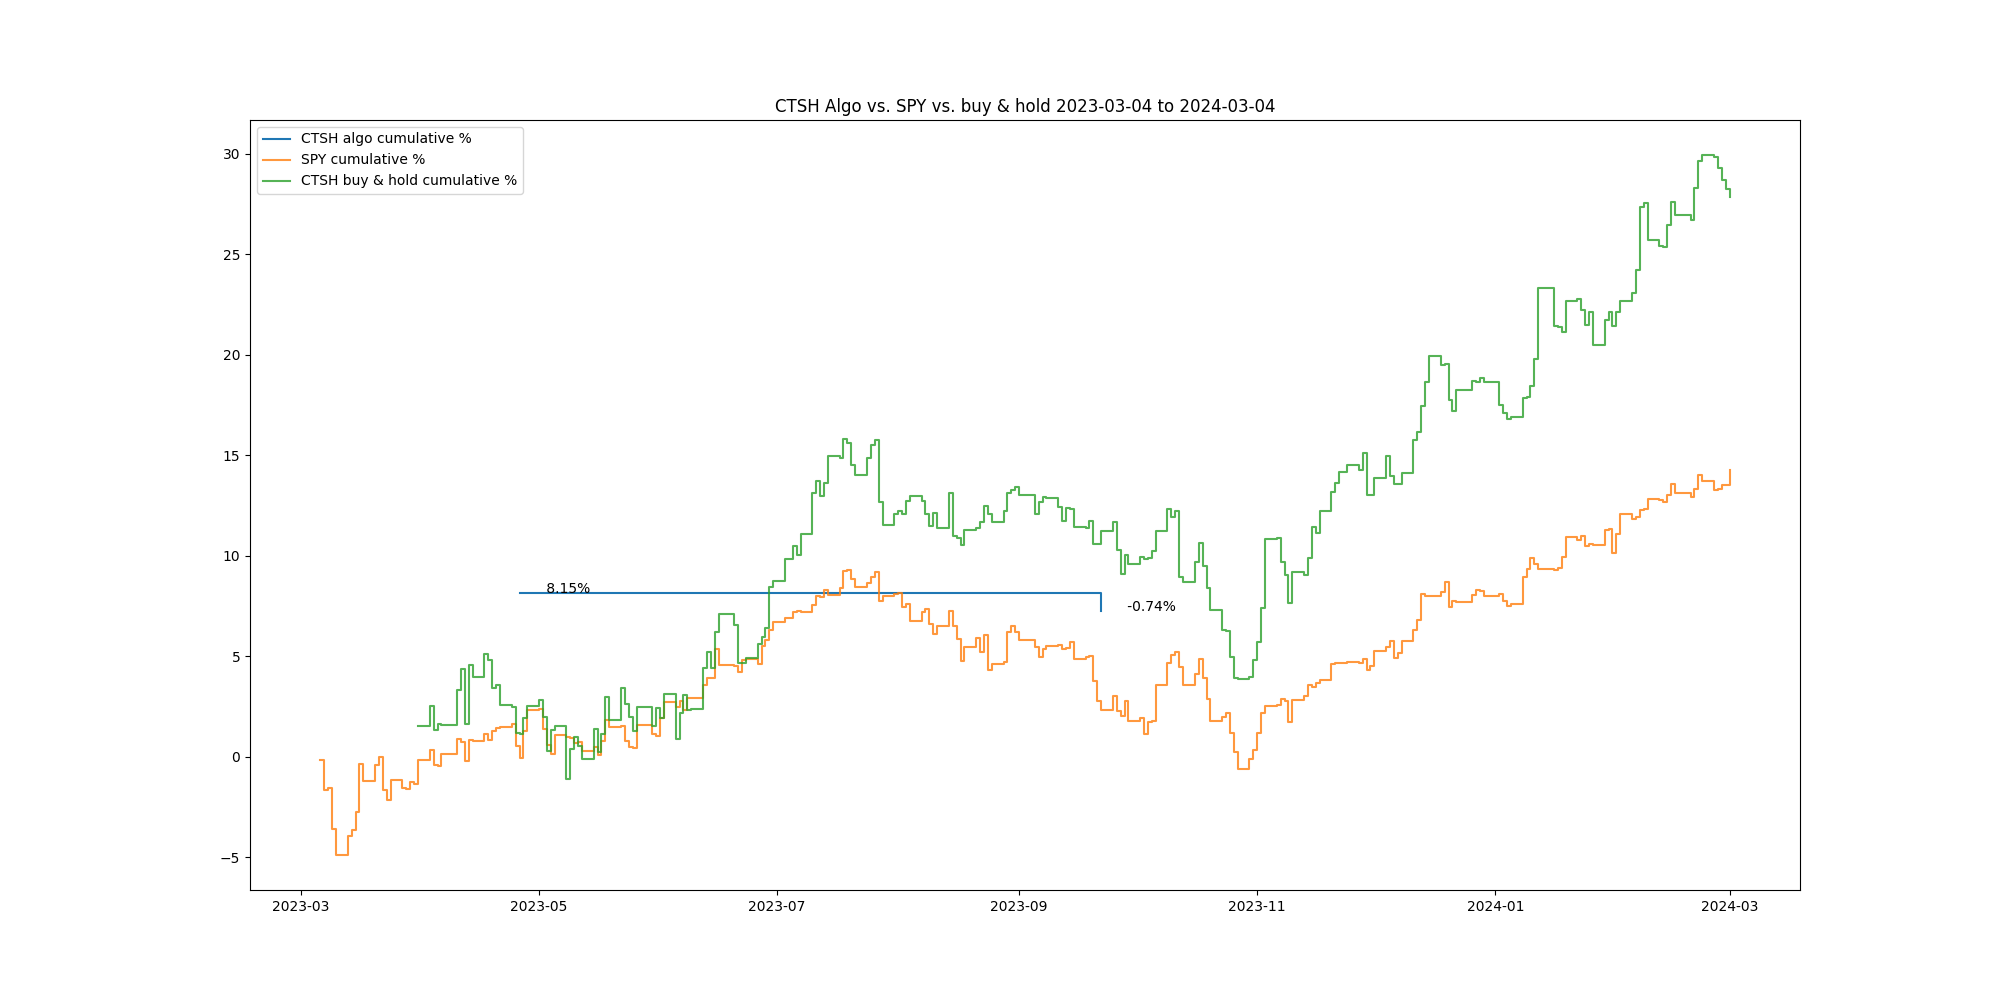 CTSH Algo vs. SPY vs. buy & hold 2023-03-04 to 2024-03-04
CTSH algo cumulative %
SPY cumulative %
CTSH buy & hold cumulative %
30
25
20
15
10
5
0
−5
8.15%
-0.74%
2023-03 2023-05 2023-07 2023-09 2023-11 2024-01 2024-03